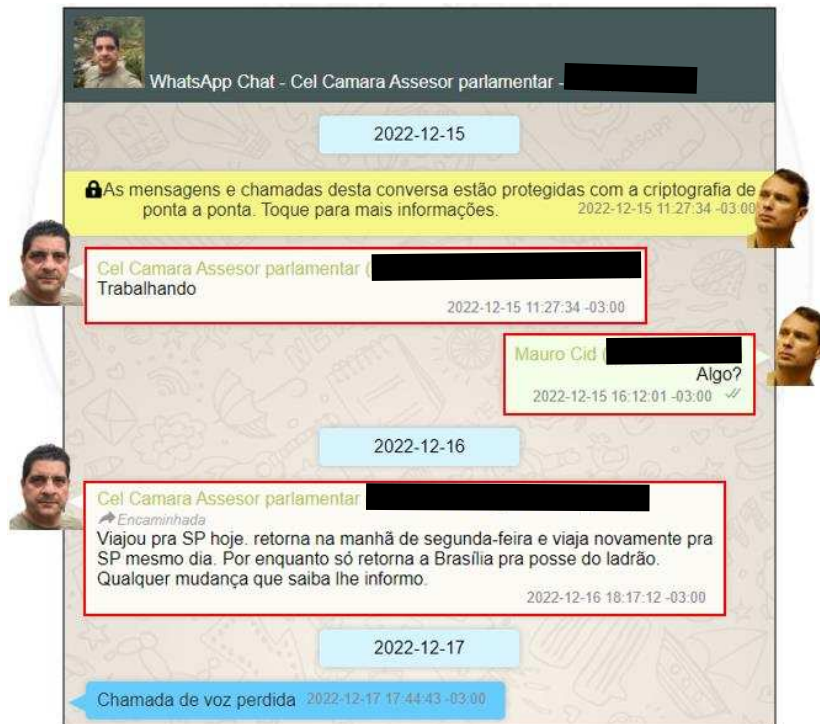 WhatsApp Chat - Cel Camara Assesor parlamentar -
2022-12-15
As mensagens e chamadas desta conversa estão protegidas com a criptografia de
ponta a ponta. Toque para mais informações. 2022-12-15 11:27:34 -03:00
Cel Camara Assesor parlamentar (
Trabalhando
2022-12-15 11:27:34 -03:00
Mauro Cid (
Algo?
2022-12-15 16:12:01 -03:00
2022-12-16
Cel Camara Assesor parlamentar
Encaminhada
Viajou pra SP hoje. retorna na manhã de segunda-feira e viaja novamente pra
SP mesmo dia. Por enquanto só retorna a Brasília pra posse do ladrão.
Qualquer mudança que saiba lhe informo.
2022-12-16 18:17:12 -03:00
2022-12-17
Chamada de voz perdida 2022-12-17 17:44:43 -03:00